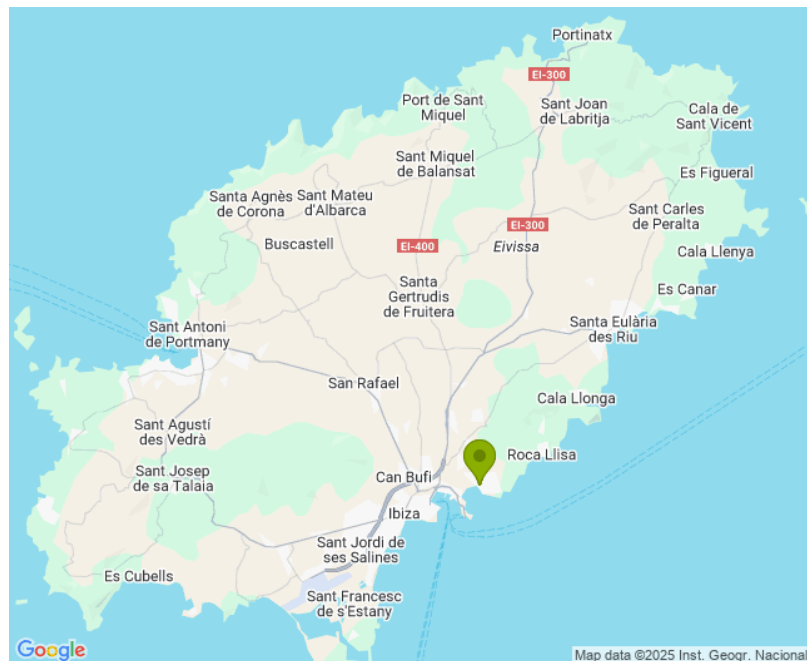 Portinatx
EI-300
Port de Sant
Miquel
Sant Joan
de Labritja
Cala de
Sant Vicent
Sant Miquel
de Balansat
Es Figueral
Santa Agnès
de Corona
Sant Mateu
d'Albarca
Sant Carles
de Peralta
EI-300
Buscastell
EI-400
Eivissa
Cala Llenya
Santa
Gertrudis
de Fruitera
Es Canar
Sant Antoni
de Portmany
Santa Eulària
des Riu
San Rafael
Cala Llonga
Sant Agustí
des Vedrà
Roca Llisa
Sant Josep
de sa Talaia
Can Bufi
Ibiza
Sant Jordi de
ses Salines
Es Cubells
Sant Francesc
de s'Estany
Google
Map data ©2025 Inst. Geogr. Nacional